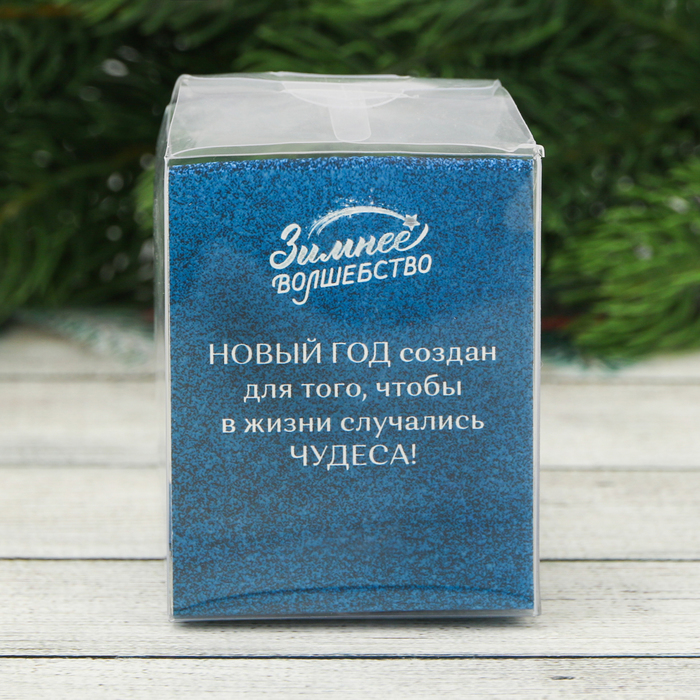 Зимнее
ВОЛШЕБСТВО
НОВЫЙ ГОД создан
для того, чтобы
в жизни случались
ЧУДЕСА!